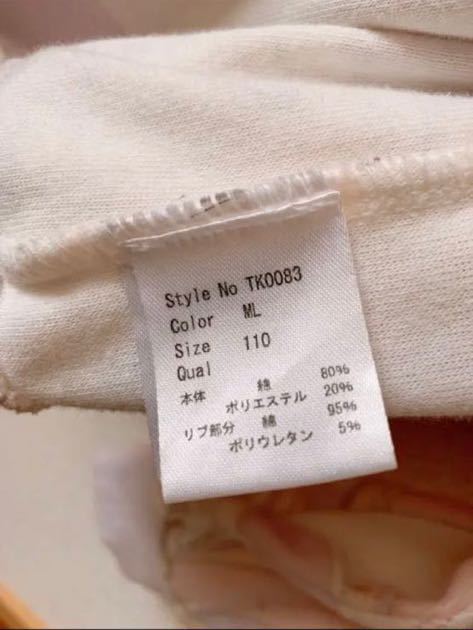 Style No TK0083
Color ML
Size 110
Qual
本体 綿 80%
ポリエステル 20%
リブ部分 綿 95%
ポリウレタン 5%